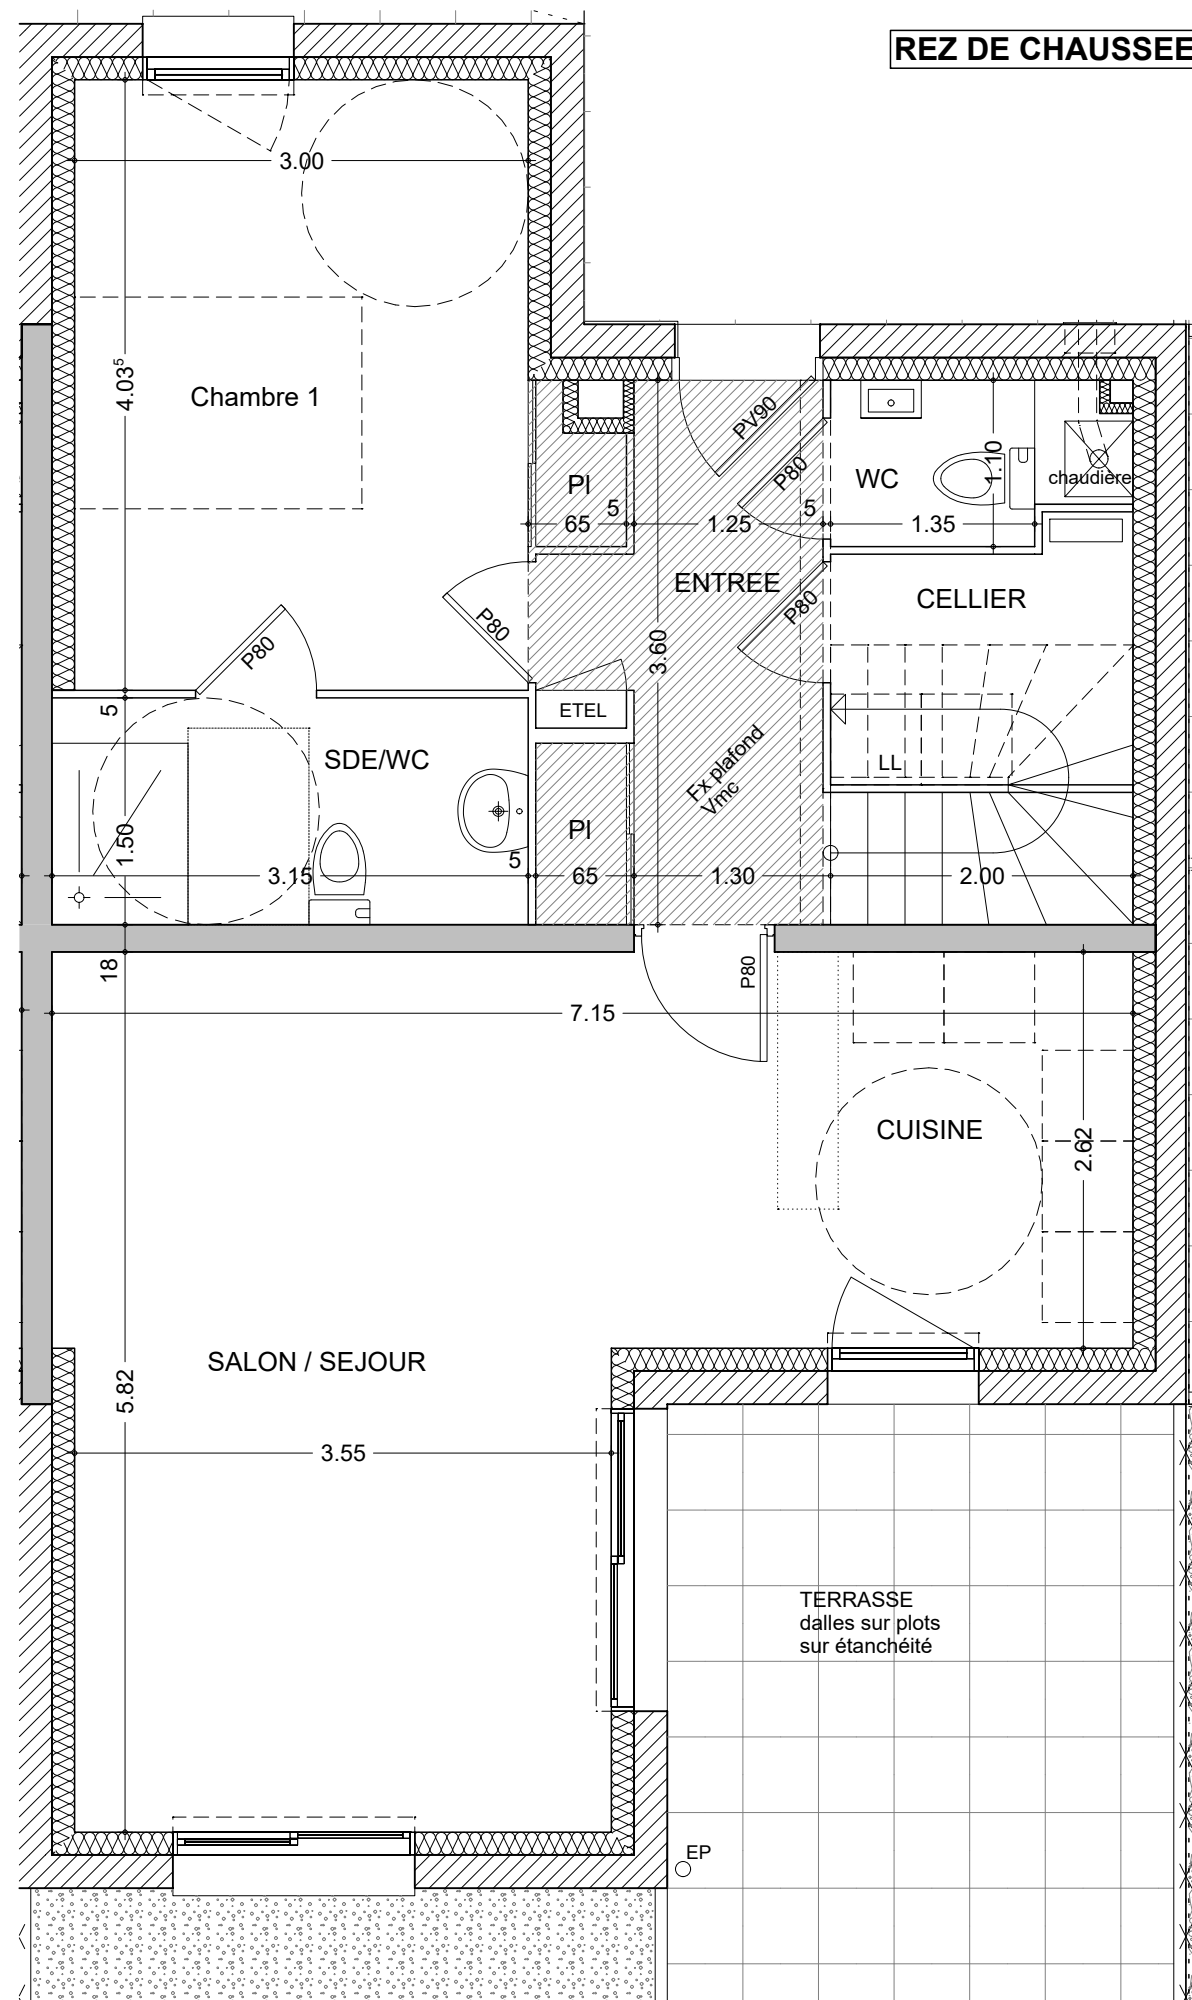 REZ DE CHAUSSEE
3.00
4.03⁵
Chambre 1
PV90
P80
Pl
WC
1.10
chaudière
5
65
1.25
5
1.35
ENTREE
CELLIER
P80
P80
P80
3.60
5
ETEL
SDE/WC
Fx plafond
Vmc
LL
1.50
Pl
5
3.15
65
1.30
2.00
18
P80
7.15
CUISINE
2.62
SALON / SEJOUR
5.82
3.55
TERRASSE
dalles sur plots
sur étanchéité
EP